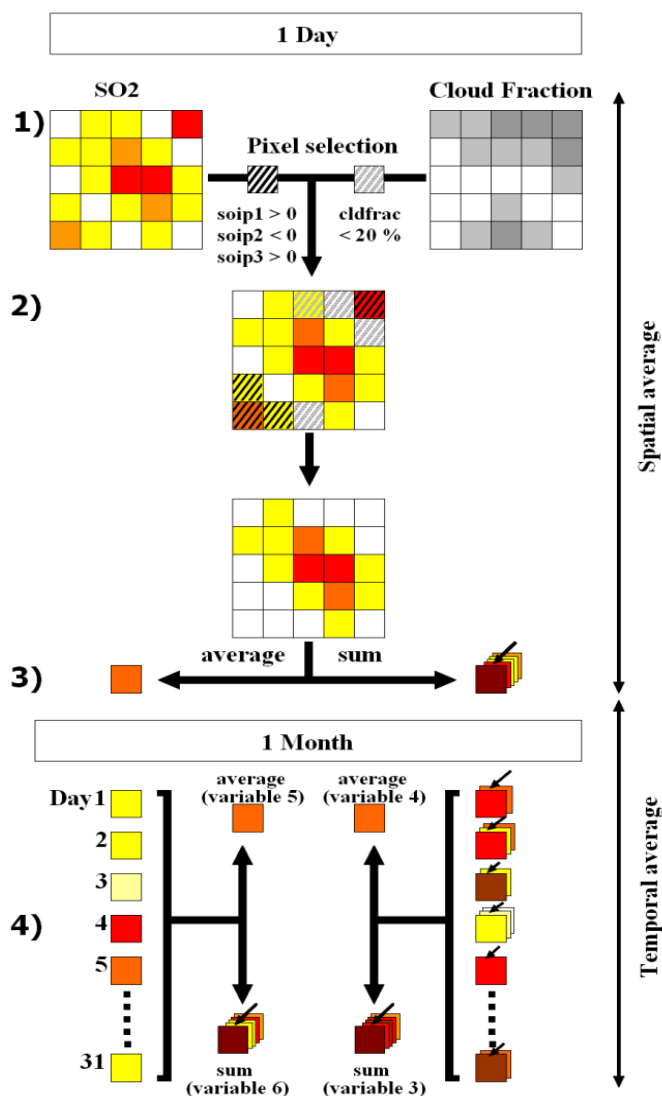 1 Day
SO2
Cloud Fraction
1)
Pixel selection
soip1 > 0
soip2 < 0
soip3 > 0
cldfrac
< 20 %
2)
Spatial average
average
sum
3)
1 Month
Day 1
average
(variable 5)
average
(variable 4)
2
3
4)
4
5
31
sum
(variable 6)
sum
(variable 3)
Temporal average